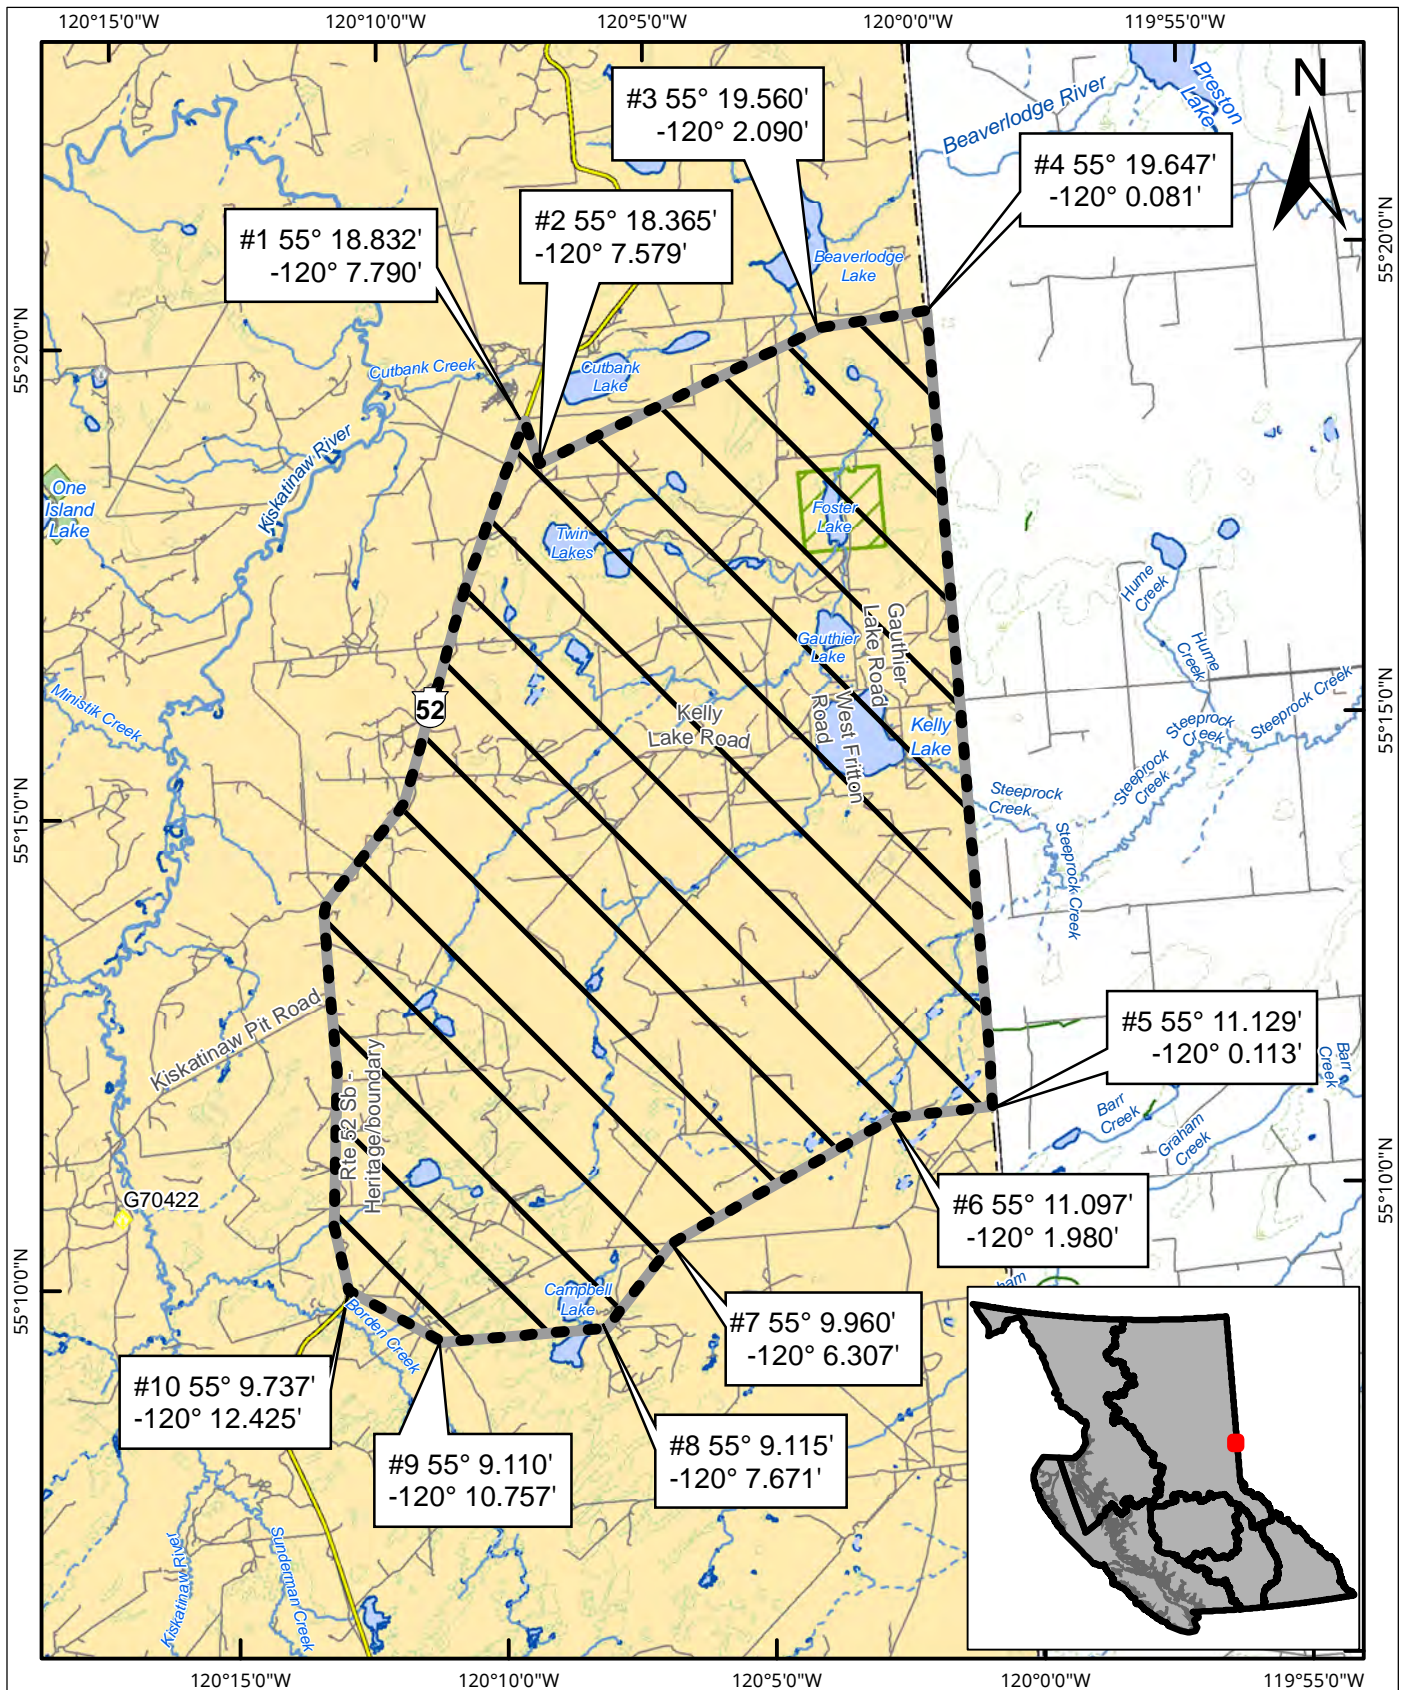 120°15'0"W
120°10'0"W
120°5'0"W
120°0'0"W
119°55'0"W
N
Preston
Lake
Beaverlodge River
#3 55° 19.560'
-120° 2.090'
#4 55° 19.647'
-120° 0.081'
#2 55° 18.365'
-120° 7.579'
#1 55° 18.832'
-120° 7.790'
55°20'0"N
55°20'0"N
Beaverlodge
Lake
Cutbank Creek
Cutbank
Lake
Kiskatinaw River
One
Island
Lake
Twin
Lakes
Foster
Lake
Hume
Creek
Hume
Creek
Gauthier
Lake
Gauthier
Lake Road
Ministik Creek
52
Kelly
Lake Road
West Fritton
Road
Kelly
Lake
Steeprock
Creek
Steeprock Creek
Steeprock
Creek
Steeprock
Creek
Steeprock Creek
55°15'0"N
55°15'0"N
Kiskatinaw Pit Road
Rte 52 Sb -
Heritage/boundary
#5 55° 11.129'
-120° 0.113'
Barr
Creek
Barr
Creek
Graham
Creek
G70422
#6 55° 11.097'
-120° 1.980'
55°10'0"N
55°10'0"N
ham
Campbell
Lake
Borden Creek
#7 55° 9.960'
-120° 6.307'
#10 55° 9.737'
-120° 12.425'
#8 55° 9.115'
-120° 7.671'
#9 55° 9.110'
-120° 10.757'
Kiskatinaw River
Sunderman Creek
120°15'0"W
120°10'0"W
120°5'0"W
120°0'0"W
119°55'0"W